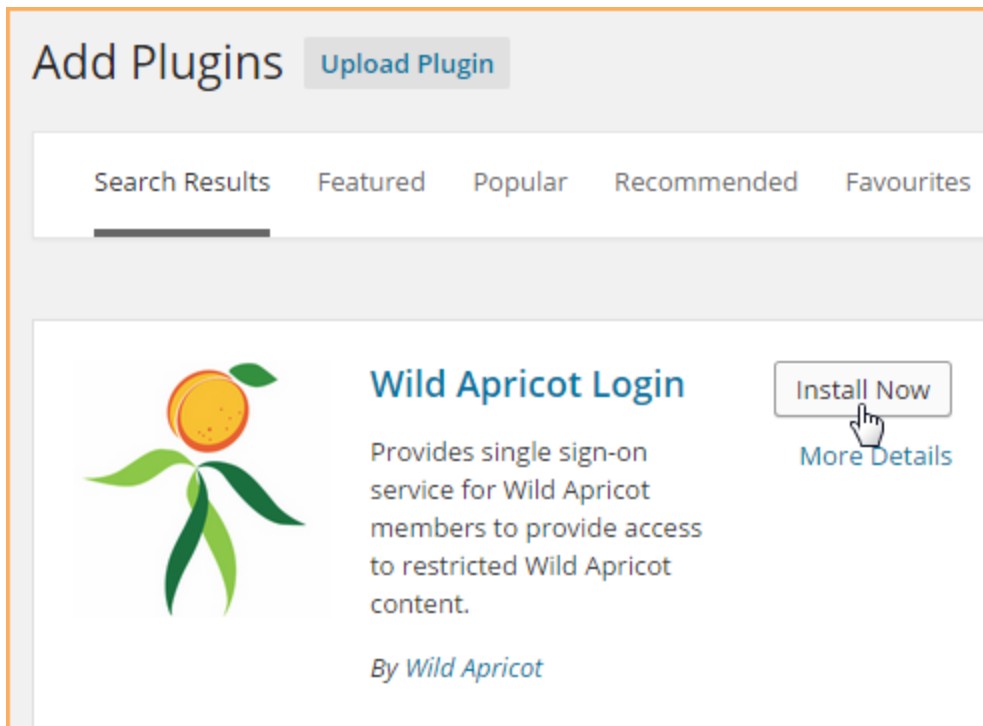 Add Plugins Upload Plugin
Search Results Featured Popular Recommended Favourites
Wild Apricot Login
Install Now
More Details
Provides single sign-on
service for Wild Apricot
members to provide access
to restricted Wild Apricot
content.
By Wild Apricot